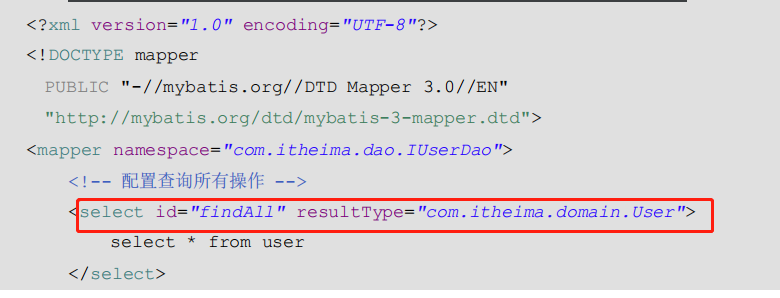 <?xml version="1.0" encoding="UTF-8"?>
<!DOCTYPE mapper
PUBLIC "-//mybatis.org//DTD Mapper 3.0//EN"
"http://mybatis.org/dtd/mybatis-3-mapper.dtd">
<mapper namespace="com.itheima.dao.IUserDao">
<!-- 配置查询所有操作 -->
<select id="findAll" resultType="com.itheima.domain.User">
select * from user
</select>